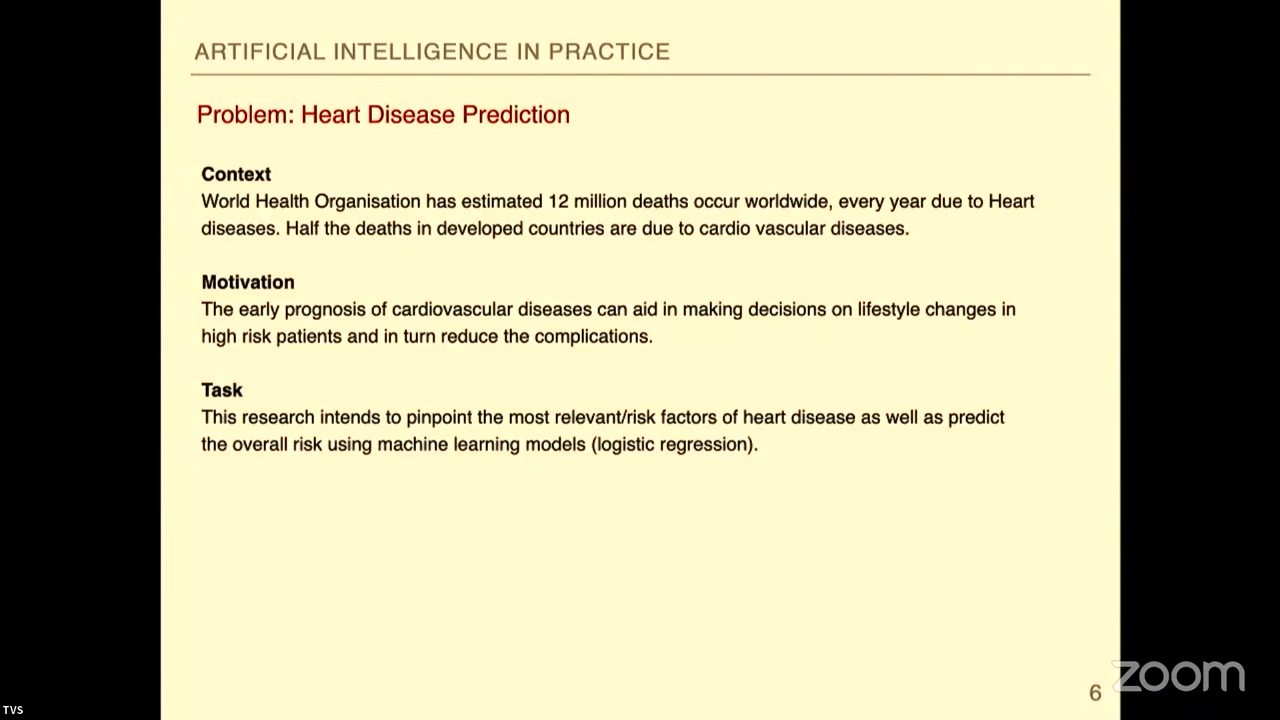 ARTIFICIAL INTELLIGENCE IN PRACTICE
Problem: Heart Disease Prediction
Context
World Health Organisation has estimated 12 million deaths occur worldwide, every year due to Heart
diseases. Half the deaths in developed countries are due to cardio vascular diseases.
Motivation
The early prognosis of cardiovascular diseases can aid in making decisions on lifestyle changes in
high risk patients and in turn reduce the complications.
Task
This research intends to pinpoint the most relevant/risk factors of heart disease as well as predict
the overall risk using machine learning models (logistic regression).
6
zoom
TVS